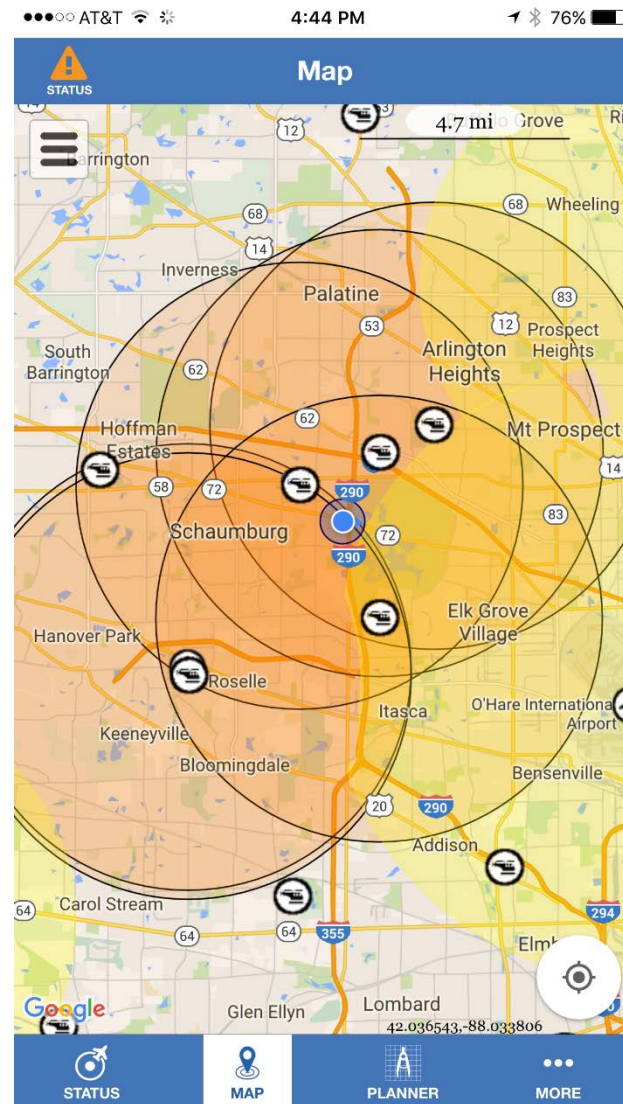 AT&T 4:44 PM 76%
STATUS
Map
14
12
4.7 mi
Grove
Barrington
68
68
Wheeling
14
Inverness
Palatine
83
53
12
Prospect
Heights
South
Barrington
62
Arlington
Heights
62
Hoffman
Estates
Mt Prospect
14
58
72
290
83
Schaumburg
72
290
Elk Grove
Village
Hanover Park
Roselle
O'Hare Internationa
Airport
Itasca
Keeneyville
Bloomingdale
Bensenville
20
290
Addison
Carol Stream
64
64
64
355
294
Elm
Google
Glen Ellyn
Lombard
42.036543,-88.033806
STATUS
MAP
PLANNER
MORE